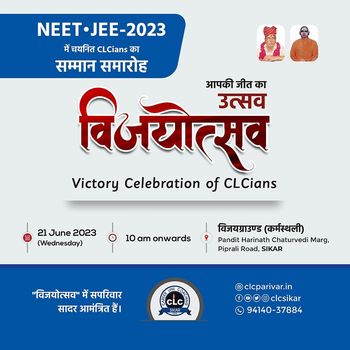 NEET•JEE-2023
में चयनित CLCians का
सम्मान समारोह
आपकी जीत का
उत्सव
विजयोत्सव
Victory Celebration of CLCians
21 June 2023
(Wednesday)
10 am onwards
विजयग्राउण्ड (कर्मस्थली)
Pandit Harinath Chaturvedi Marg,
Piprali Road, SIKAR
"विजयोत्सव" में सपरिवार
सादर आमंत्रित हैं।
CLC
SIKAR
clcparivar.in
clcsikar
94140-37884